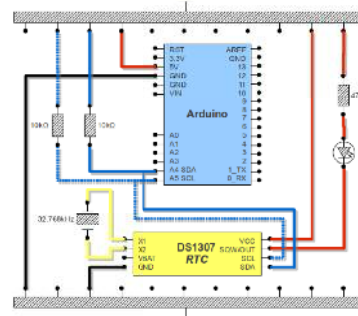 RST
3.3V
5V
GND
GND
VIN
AREF
GND
13
12
11
10
9
8
7
6
5
4
3
2
1_TX
0_RX
Arduino
A0
A1
A2
A3
A4 SDA
A5 SCL
10kΩ
10kΩ
47
32.768kHz
X1
X2
VBAT
GND
DS1307
RTC
VCC
SQW/OUT
SCL
SDA